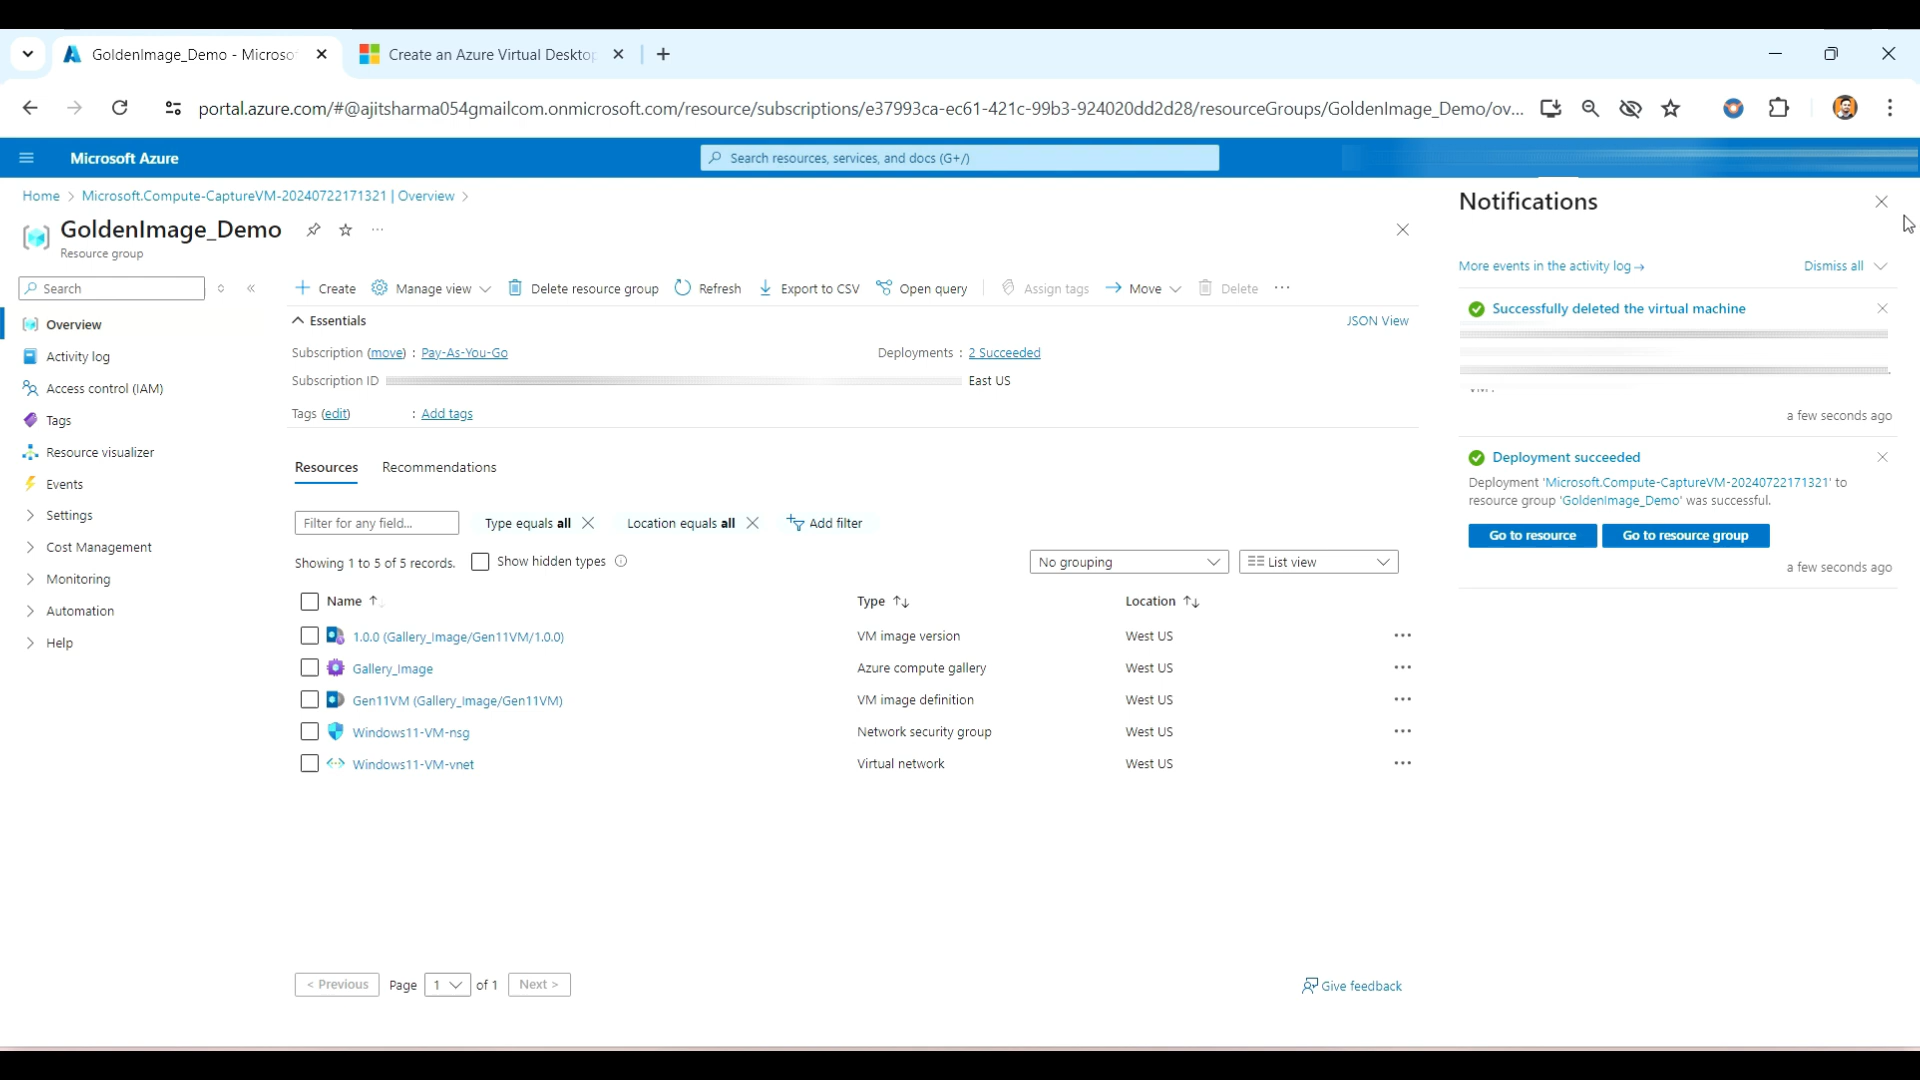 GoldenImage_Demo - Microso
Create an Azure Virtual Deskto
portal.azure.com/#@ajitsharma054gmailcom.onmicrosoft.com/resource/subscriptions/e37993ca-ec61-421c-99b3-924020dd2d28/resourceGroups/GoldenImage_Demo/ov...
Microsoft Azure
Search resources, services, and docs (G+/)
Home > Microsoft.Compute-CaptureVM-20240722171321 | Overview >
GoldenImage_Demo
Resource group
Search
Overview
Activity log
Access control (IAM)
Tags
Resource visualizer
Events
Settings
Cost Management
Monitoring
Automation
Help
Create Manage view Delete resource group Refresh Export to CSV Open query Assign tags Move Delete ...
Essentials JSON View
Subscription (move) : Pay-As-You-Go Deployments : 2 Succeeded
Subscription ID East US
Tags (edit) : Add tags
Resources Recommendations
Filter for any field... Type equals all Location equals all Add filter
Showing 1 to 5 of 5 records. Show hidden types No grouping List view
Name Type Location
1.0.0 (Gallery_Image/Gen11VM/1.0.0) VM image version West US
Gallery_Image Azure compute gallery West US
Gen11VM (Gallery_Image/Gen11VM) VM image definition West US
Windows11-VM-nsg Network security group West US
Windows11-VM-vnet Virtual network West US
< Previous Page 1 of 1 Next >
Give feedback
Notifications
More events in the activity log → Dismiss all
Successfully deleted the virtual machine
a few seconds ago
Deployment succeeded
Deployment 'Microsoft.Compute-CaptureVM-20240722171321' to
resource group 'GoldenImage_Demo' was successful.
Go to resource Go to resource group
a few seconds ago